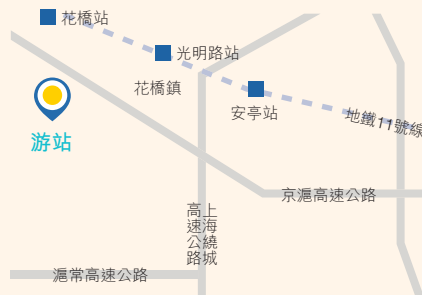 花橋站
光明路站
花橋鎮
安亭站
地鐵11號線
游站
京滬高速公路
上海繞城
高速公路
滬常高速公路